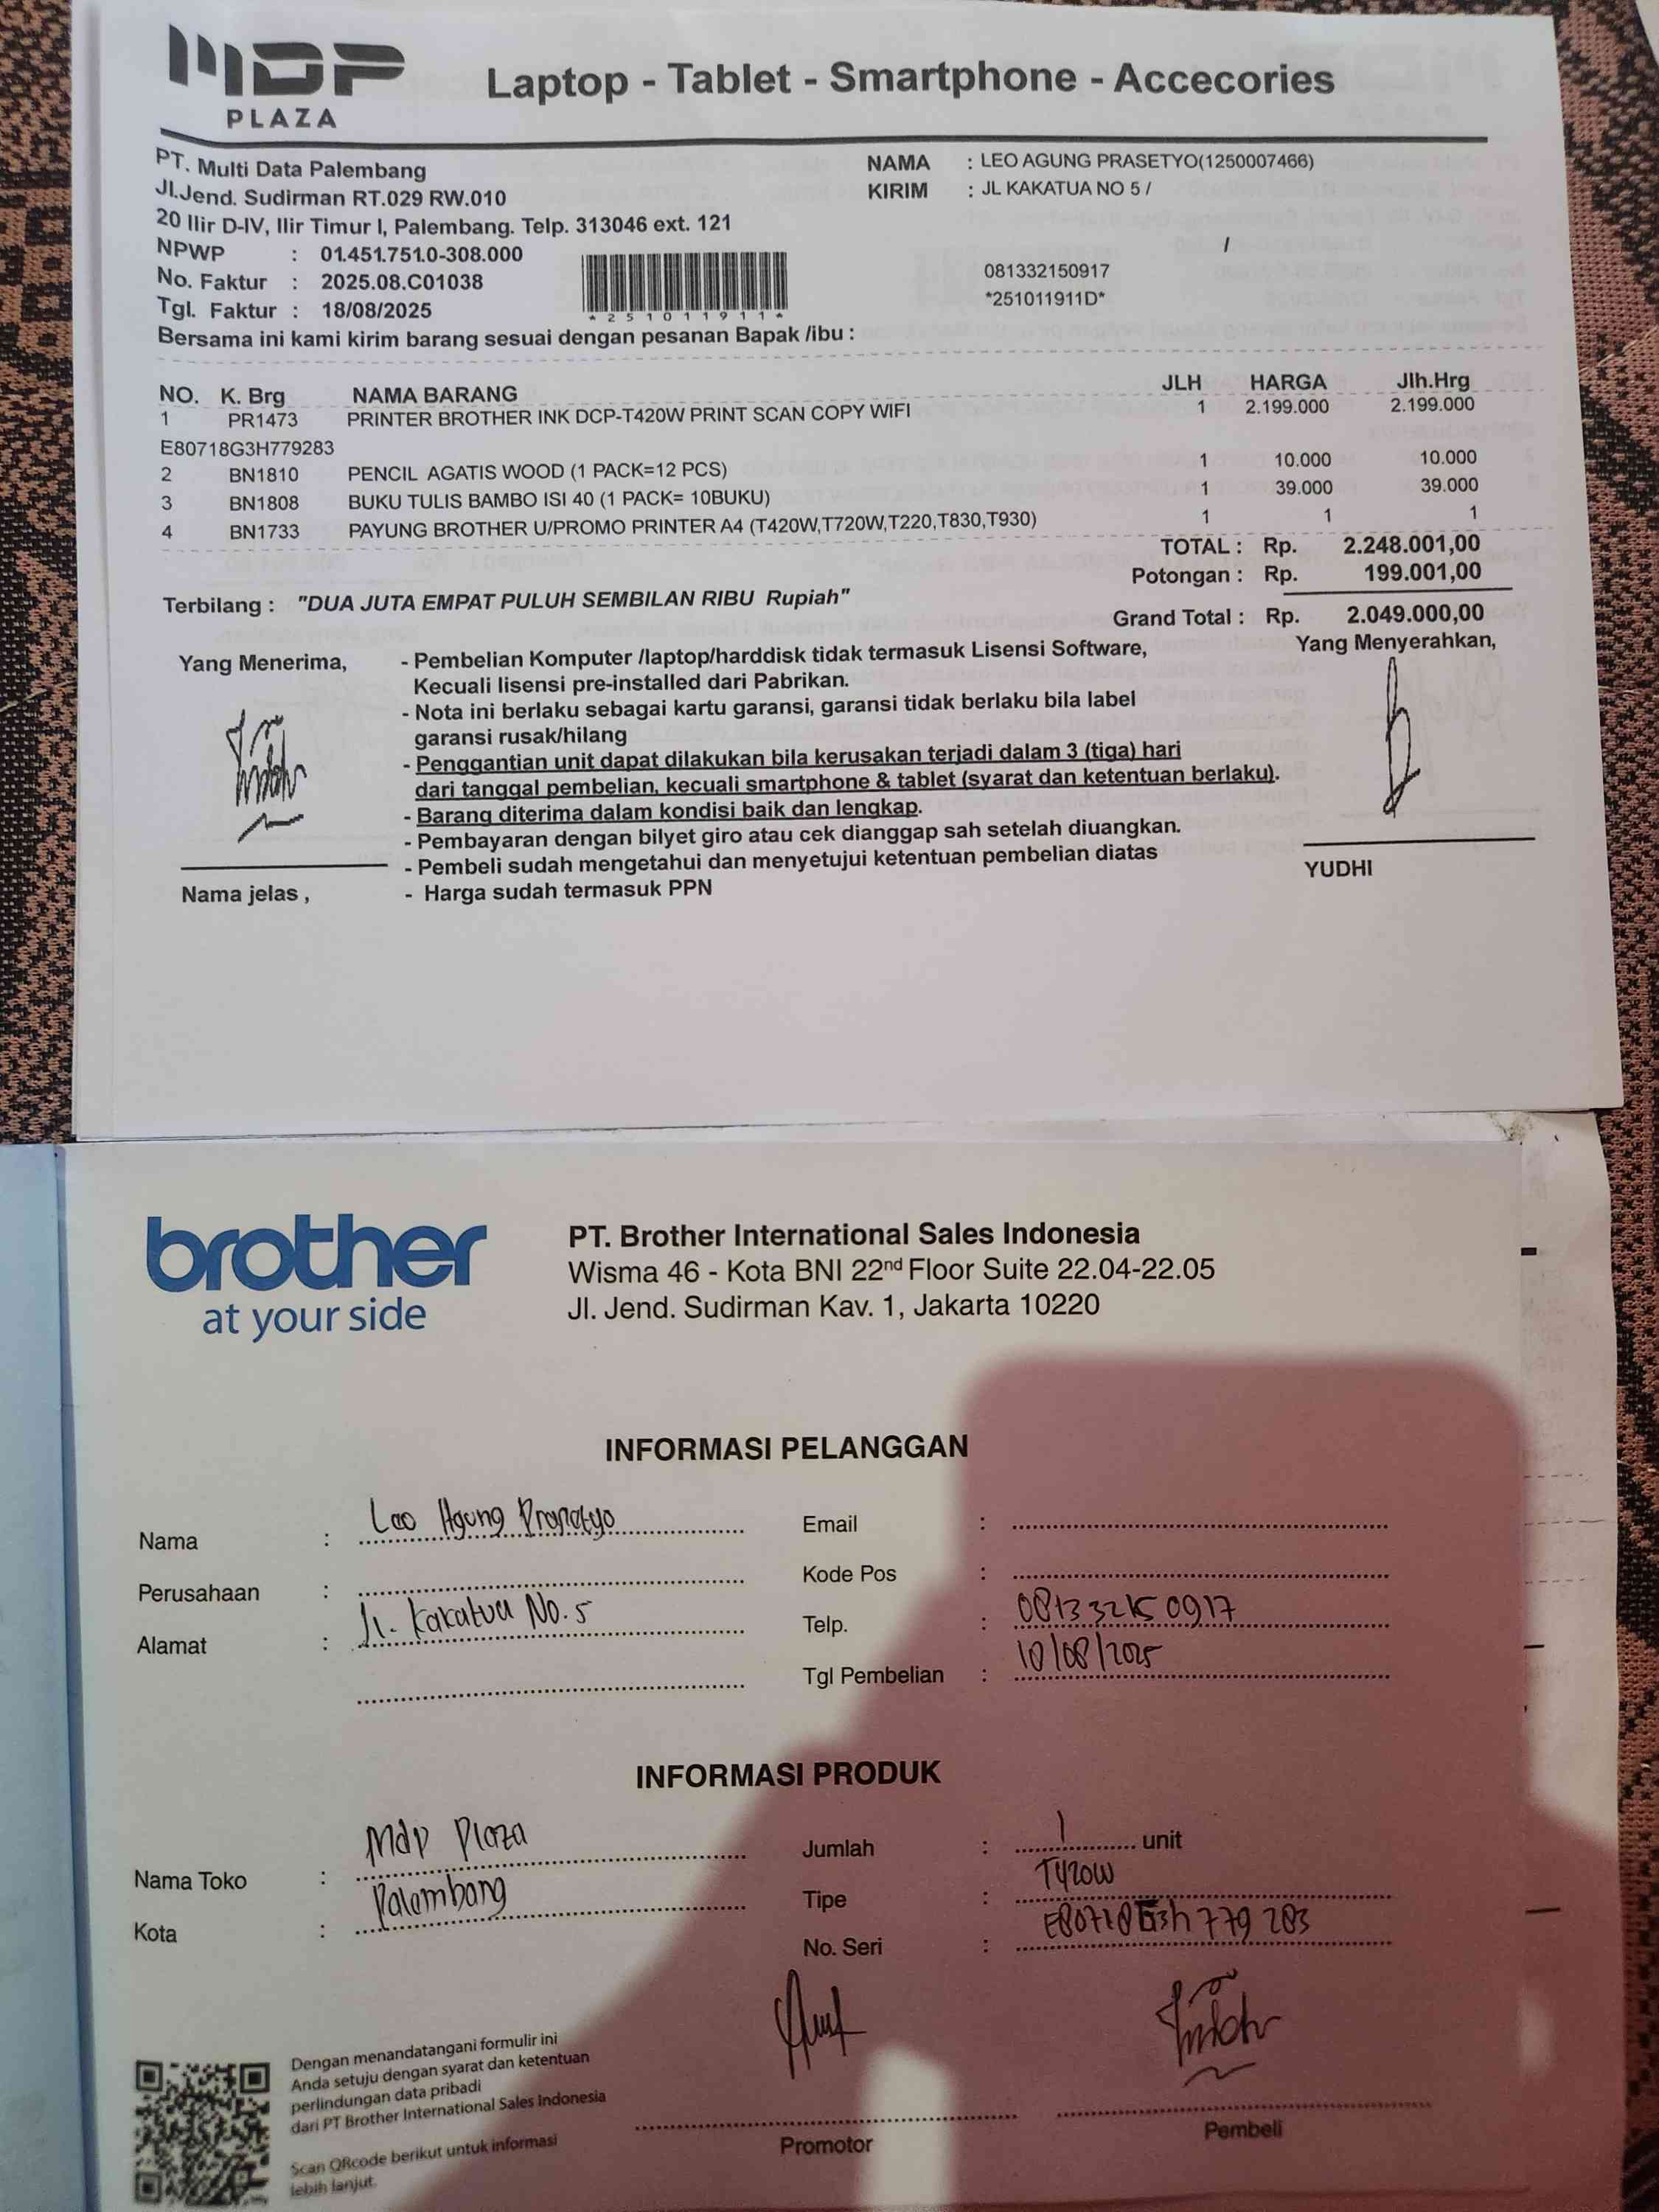 MDP
PLAZA
Laptop - Tablet - Smartphone - Accecories
PT. Multi Data Palembang
Jl.Jend. Sudirman RT.029 RW.010
20 Ilir D-IV, Ilir Timur I, Palembang. Telp. 313046 ext. 121
NPWP : 01.451.751.0-308.000
No. Faktur : 2025.08.C01038
Tgl. Faktur : 18/08/2025
*251011911*
NAMA : LEO AGUNG PRASETYO(1250007466)
KIRIM : JL KAKATUA NO 5 /
/
081332150917
*251011911D*
Bersama ini kami kirim barang sesuai dengan pesanan Bapak /ibu :
NO. K. Brg NAMA BARANG JLH HARGA Jlh.Hrg
1 PR1473 PRINTER BROTHER INK DCP-T420W PRINT SCAN COPY WIFI 1 2.199.000 2.199.000
E80718G3H779283
2 BN1810 PENCIL AGATIS WOOD (1 PACK=12 PCS) 1 10.000 10.000
3 BN1808 BUKU TULIS BAMBO ISI 40 (1 PACK= 10BUKU) 1 39.000 39.000
4 BN1733 PAYUNG BROTHER U/PROMO PRINTER A4 (T420W,T720W,T220,T830,T930) 1 1 1
TOTAL : Rp. 2.248.001,00
Potongan : Rp. 199.001,00
Terbilang : "DUA JUTA EMPAT PULUH SEMBILAN RIBU Rupiah"
Grand Total : Rp. 2.049.000,00
Yang Menerima,
- Pembelian Komputer /laptop/harddisk tidak termasuk Lisensi Software,
Kecuali lisensi pre-installed dari Pabrikan.
- Nota ini berlaku sebagai kartu garansi, garansi tidak berlaku bila label
garansi rusak/hilang
- Penggantian unit dapat dilakukan bila kerusakan terjadi dalam 3 (tiga) hari
dari tanggal pembelian, kecuali smartphone & tablet (syarat dan ketentuan berlaku).
- Barang diterima dalam kondisi baik dan lengkap.
- Pembayaran dengan bilyet giro atau cek dianggap sah setelah diuangkan.
- Pembeli sudah mengetahui dan menyetujui ketentuan pembelian diatas
- Harga sudah termasuk PPN
Nama jelas ,
Yang Menyerahkan,
YUDHI
brother
at your side
PT. Brother International Sales Indonesia
Wisma 46 - Kota BNI 22nd Floor Suite 22.04-22.05
Jl. Jend. Sudirman Kav. 1, Jakarta 10220
INFORMASI PELANGGAN
Nama : Leo Agung Prasetyo
Perusahaan :
Alamat : Jl. Kakatua No. 5
Email :
Kode Pos :
Telp. : 081332150917
Tgl Pembelian : 18/08/2025
INFORMASI PRODUK
Nama Toko : Mdp Plaza
Kota : Palembang
Jumlah : 1 unit
Tipe : T420W
No. Seri : E80718G3h779283
Dengan menandatangani formulir ini
Anda setuju dengan syarat dan ketentuan
perlindungan data pribadi
dari PT Brother International Sales Indonesia
Scan QRcode berikut untuk informasi
lebih lanjut.
Promotor
Pembeli